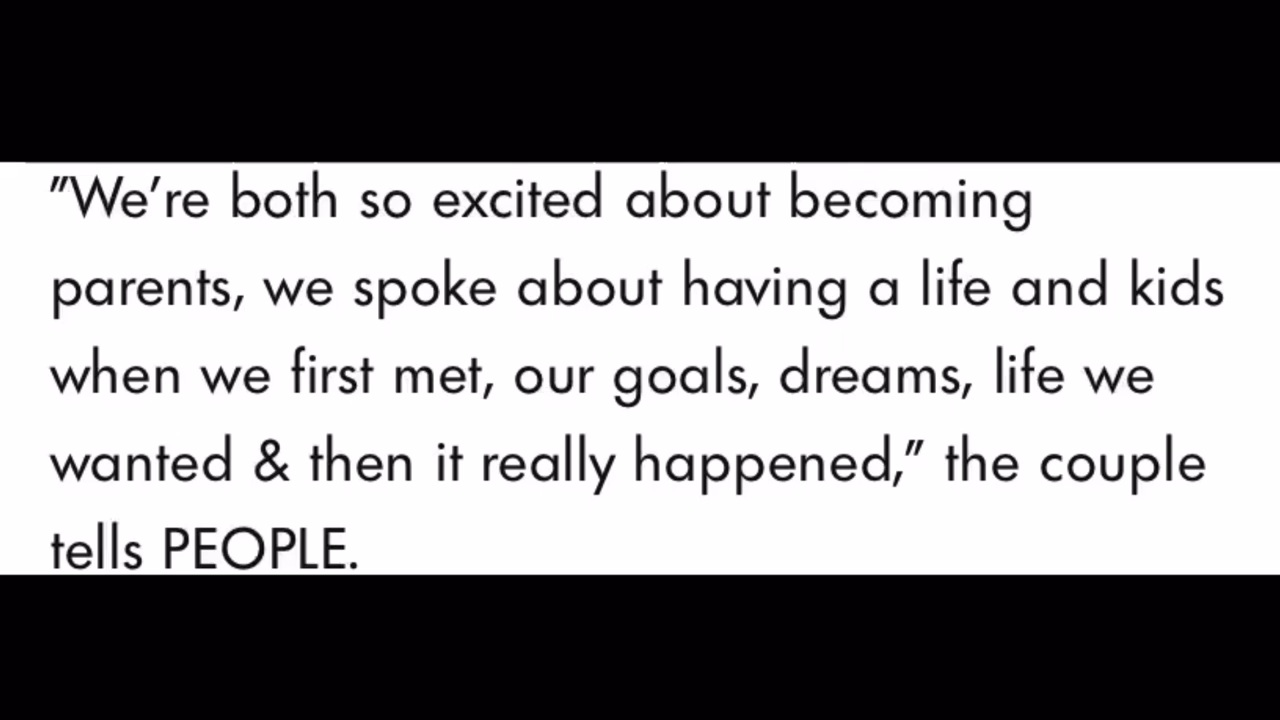 "We’re both so excited about becoming
parents, we spoke about having a life and kids
when we first met, our goals, dreams, life we
wanted & then it really happened,” the couple
tells PEOPLE.